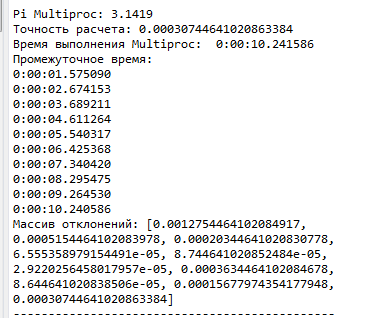 Pi Multiproc: 3.1419
Точность расчета: 0.00030744641020863384
Время выполнения Multiproc:  0:00:10.241586
Промежуточное время:
0:00:01.575090
0:00:02.674153
0:00:03.689211
0:00:04.611264
0:00:05.540317
0:00:06.425368
0:00:07.340420
0:00:08.295475
0:00:09.264530
0:00:10.240586
Массив отклонений: [0.0012754464102084917,
0.0005154464102083978, 0.00020344641020830778,
6.555358979154491e-05, 8.744641020852484e-05,
2.9220256458017957e-05, 0.0003634464102084678,
8.644641020838506e-05, 0.00015677974354177948,
0.00030744641020863384]
----------------------------------------------